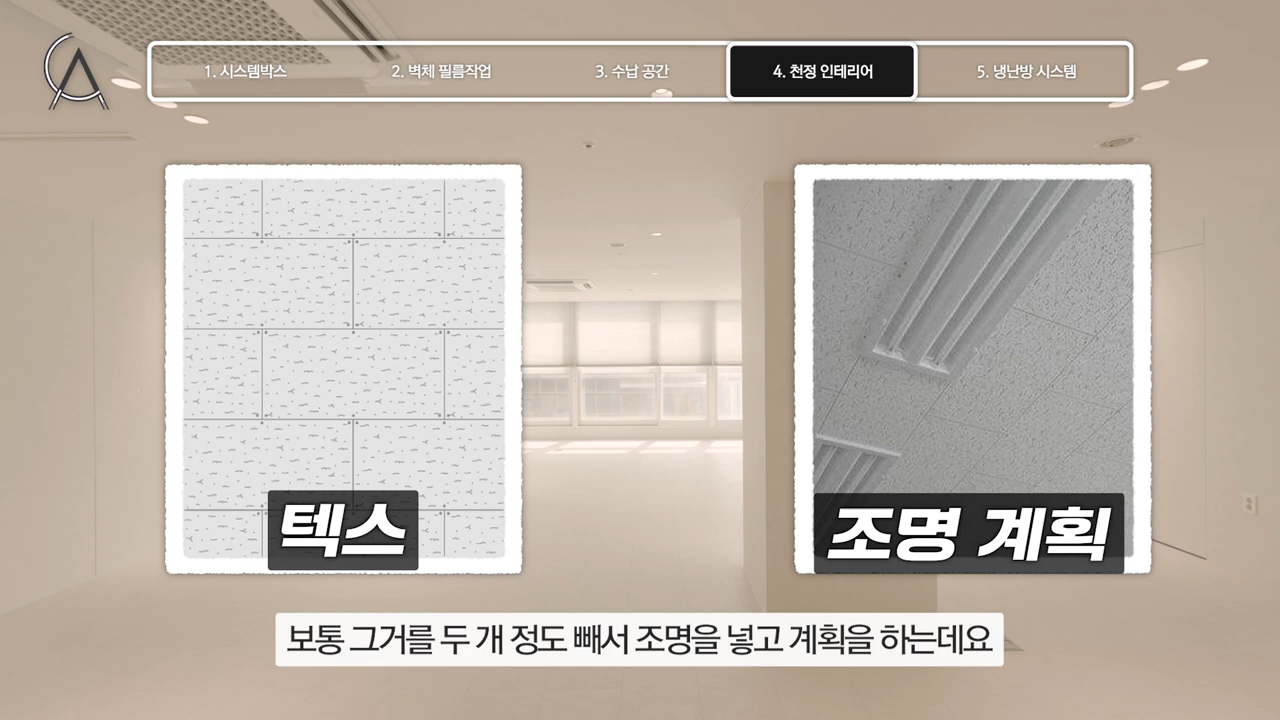 1. 시스템박스
2. 벽체 필름작업
3. 수납 공간
4. 천정 인테리어
5. 냉난방 시스템
텍스
조명 계획
보통 그거를 두 개 정도 빼서 조명을 넣고 계획을 하는데요